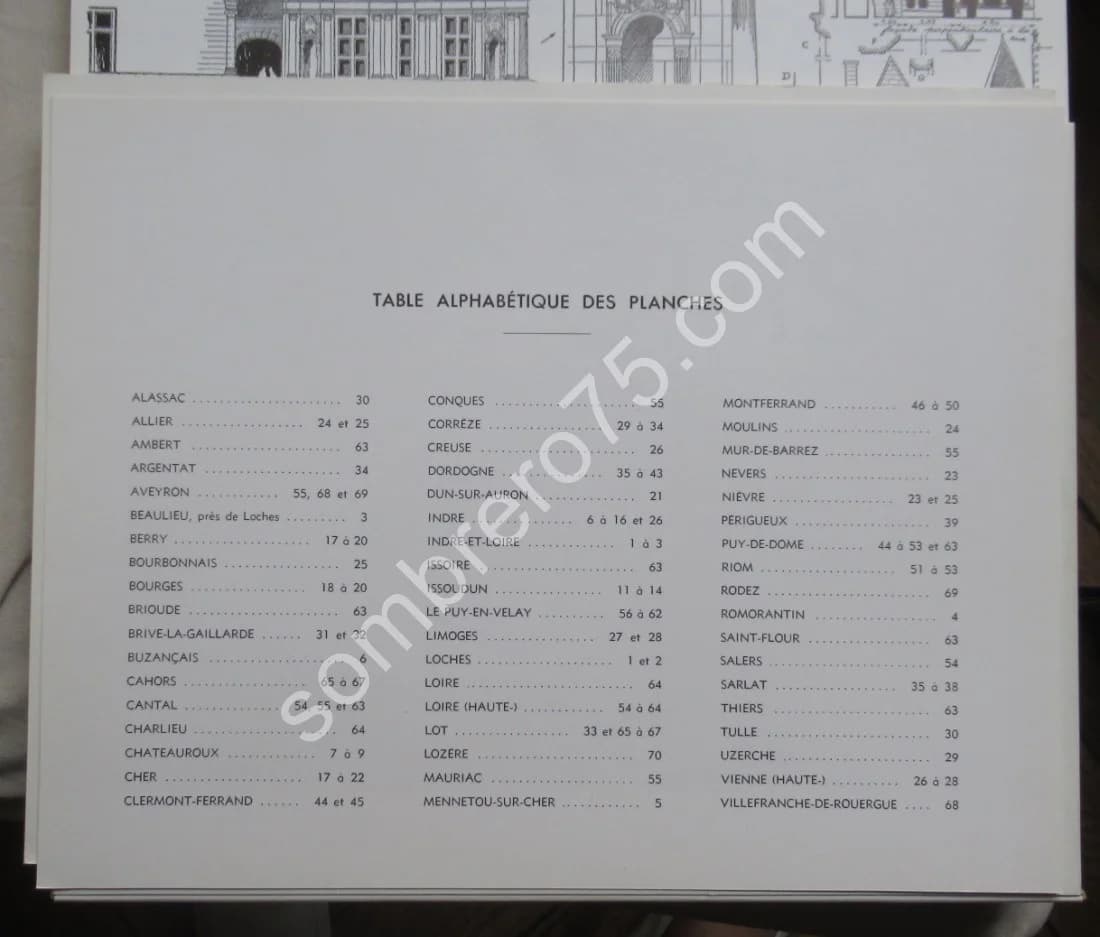 C
D
TABLE ALPHABÉTIQUE DES PLANCHES
ALASSAC ..................... 30
ALLIER .................. 24 et 25
AMBERT ..................... 63
ARGENTAT .................... 34
AVEYRON ............ 55, 68 et 69
BEAULIEU, près de Loches ......... 3
BERRY .................... 17 à 20
BOURBONNAIS ................. 25
BOURGES ................. 18 à 20
BRIOUDE ...................... 63
BRIVE-LA-GAILLARDE ...... 31 et 32
BUZANÇAIS .................... 6
CAHORS .................. 65 à 67
CANTAL ............. 54, 55 et 63
CHARLIEU ..................... 64
CHATEAUROUX ............. 7 à 9
CHER .................... 17 à 22
CLERMONT-FERRAND ...... 44 et 45
CONQUES ..................... 55
CORRÈZE ................. 29 à 34
CREUSE ....................... 26
DORDOGNE ............... 35 à 43
DUN-SUR-AURON ............... 21
INDRE ............... 6 à 16 et 26
INDRE-ET-LOIRE ............. 1 à 3
ISSOIRE ...................... 63
ISSOUDUN ................ 11 à 14
LE PUY-EN-VELAY .......... 56 à 62
LIMOGES ................ 27 et 28
LOCHES .................. 1 et 2
LOIRE ........................ 64
LOIRE (HAUTE-) ............ 54 à 64
LOT ................. 33 et 65 à 67
LOZÈRE ....................... 70
MAURIAC ..................... 55
MENNETOU-SUR-CHER ............ 5
MONTFERRAND ........... 46 à 50
MOULINS ..................... 24
MUR-DE-BARREZ ................ 55
NEVERS ....................... 23
NIÈVRE .................. 23 et 25
PÉRIGUEUX .................... 39
PUY-DE-DOME ........ 44 à 53 et 63
RIOM .................... 51 à 53
RODEZ ........................ 69
ROMORANTIN ................... 4
SAINT-FLOUR .................. 63
SALERS ....................... 54
SARLAT .................. 35 à 38
THIERS ....................... 63
TULLE ........................ 30
UZERCHE ...................... 29
VIENNE (HAUTE-) .......... 26 à 28
VILLEFRANCHE-DE-ROUERGUE .... 68
sombrero75.com